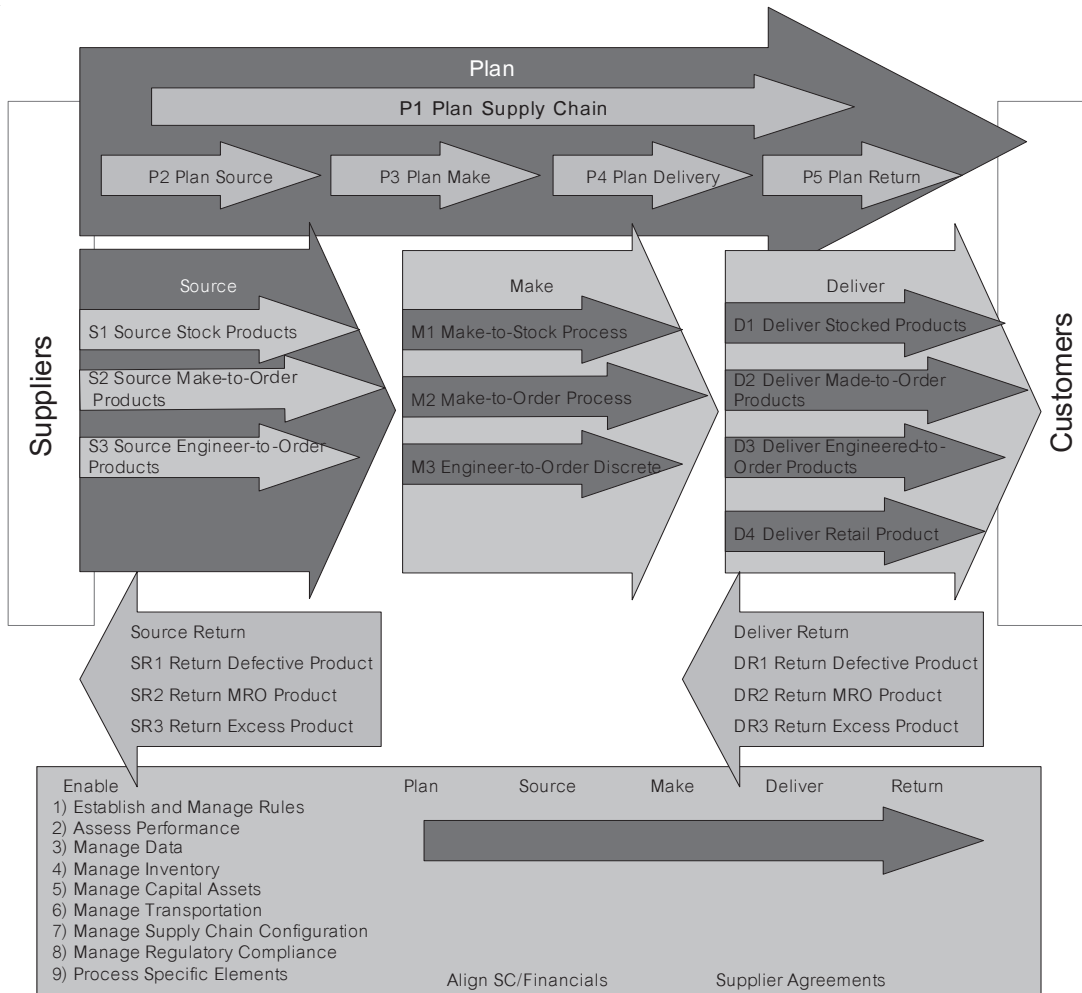 Plan
P1 Plan Supply Chain
P2 Plan Source
P3 Plan Make
P4 Plan Delivery
P5 Plan Return
Suppliers
Customers
Source
S1 Source Stock Products
S2 Source Make-to-Order
Products
S3 Source Engineer-to-Order
Products
Make
M1 Make-to-Stock Process
M2 Make-to-Order Process
M3 Engineer-to-Order Discrete
Deliver
D1 Deliver Stocked Products
D2 Deliver Made-to-Order
Products
D3 Deliver Engineered-to-
Order Products
D4 Deliver Retail Product
Source Return
SR1 Return Defective Product
SR2 Return MRO Product
SR3 Return Excess Product
Deliver Return
DR1 Return Defective Product
DR2 Return MRO Product
DR3 Return Excess Product
Enable
1) Establish and Manage Rules
2) Assess Performance
3) Manage Data
4) Manage Inventory
5) Manage Capital Assets
6) Manage Transportation
7) Manage Supply Chain Configuration
8) Manage Regulatory Compliance
9) Process Specific Elements
Plan
Source
Make
Deliver
Return
Align SC/Financials
Supplier Agreements